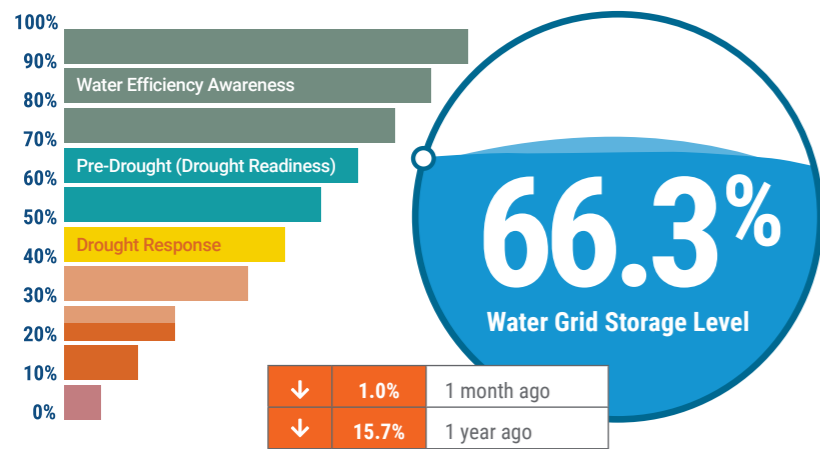 100%
90%
Water Efficiency Awareness
80%
70%
Pre-Drought (Drought Readiness)
60%
50%
Drought Response
40%
30%
20%
10%
0%
66.3%
Water Grid Storage Level
1.0% 1 month ago
15.7% 1 year ago